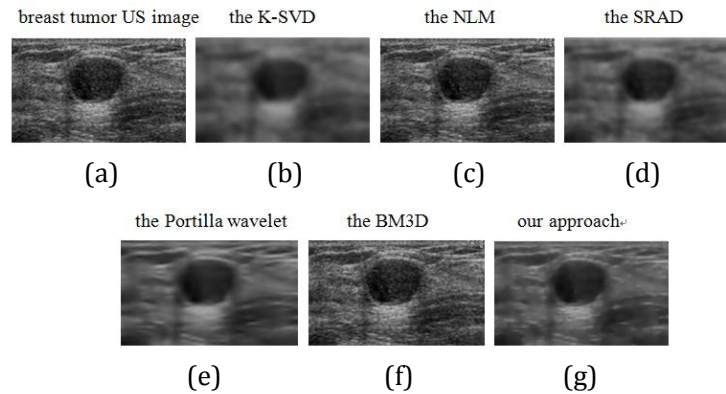 breast tumor US image the K-SVD the NLM the SRAD
(a) (b) (c) (d)
the Portilla wavelet the BM3D our approach↵
(e) (f) (g)